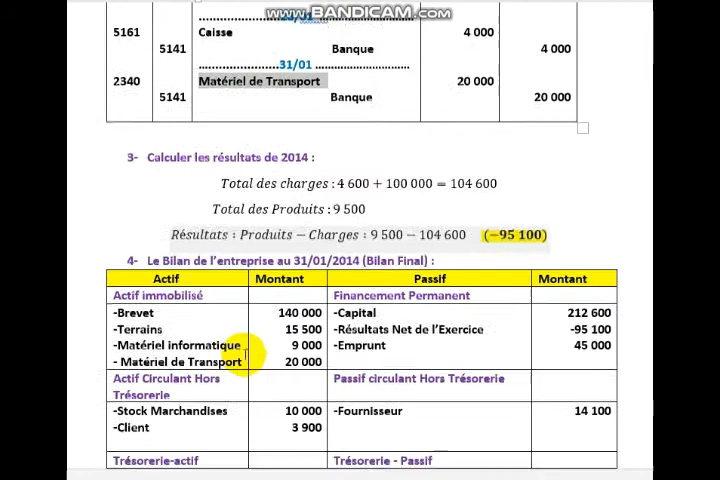 www.BANDICAM.com
5161 Caisse 4 000
5141 Banque 4 000
31/01
2340 Matériel de Transport 20 000
5141 Banque 20 000
3- Calculer les résultats de 2014 :
Total des charges : 4 600 + 100 000 = 104 600
Total des Produits : 9 500
Résultats : Produits − Charges : 9 500 − 104 600 (−95 100)
4- Le Bilan de l'entreprise au 31/01/2014 (Bilan Final) :
Actif Montant Passif Montant
Actif immobilisé Financement Permanent
-Brevet 140 000 -Capital 212 600
-Terrains 15 500 -Résultats Net de l'Exercice -95 100
-Matériel informatique 9 000 -Emprunt 45 000
- Matériel de Transport 20 000
Actif Circulant Hors Passif circulant Hors Trésorerie
Trésorerie
-Stock Marchandises 10 000 -Fournisseur 14 100
-Client 3 900
Trésorerie-actif Trésorerie - Passif